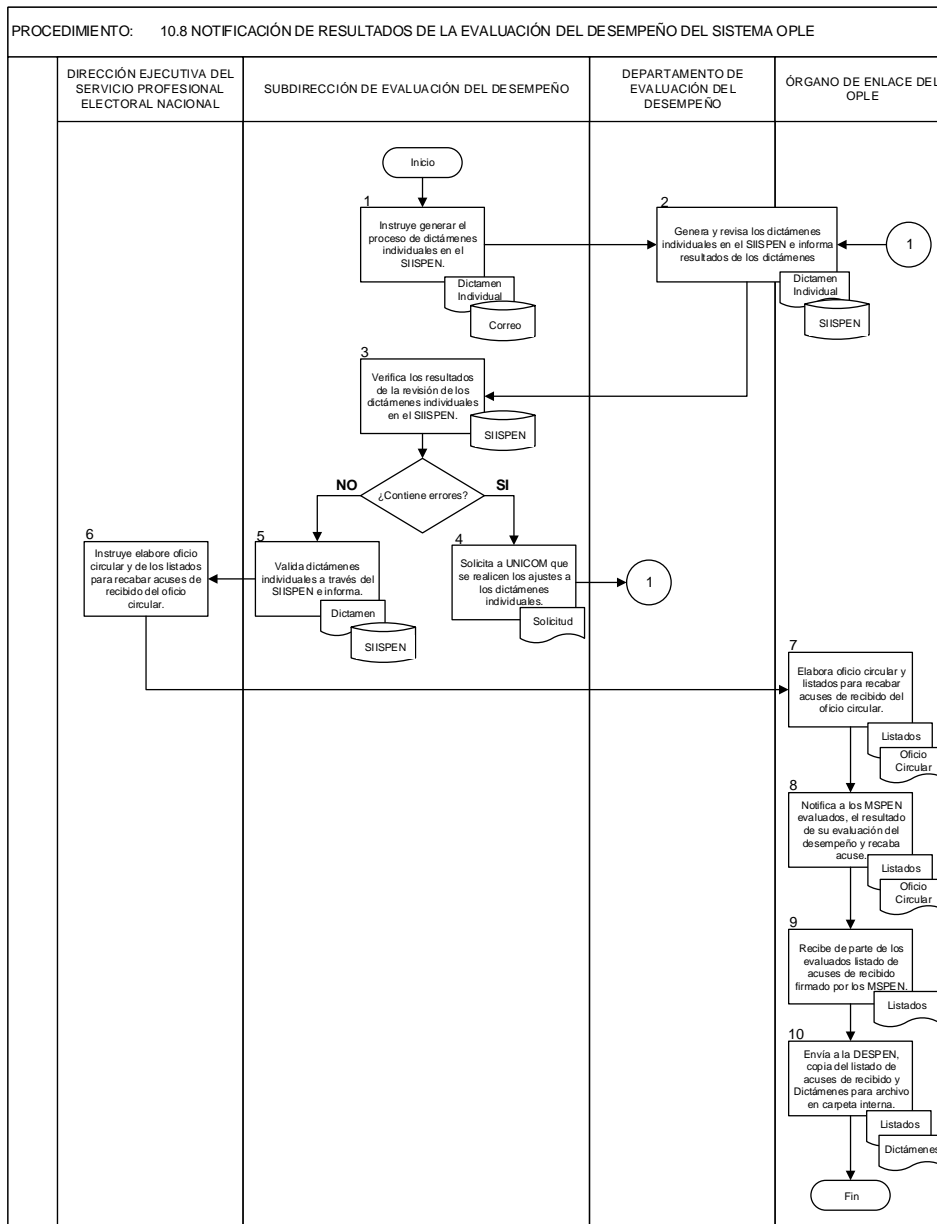 PROCEDIMIENTO: 10.8 NOTIFICACIÓN DE RESULTADOS DE LA EVALUACIÓN DEL DESEMPEÑO DEL SISTEMA OPLE
DIRECCIÓN EJECUTIVA DEL
SERVICIO PROFESIONAL
ELECTORAL NACIONAL
SUBDIRECCIÓN DE EVALUACIÓN DEL DESEMPEÑO
DEPARTAMENTO DE
EVALUACIÓN DEL
DESEMPEÑO
ÓRGANO DE ENLACE DEL
OPLE
Inicio
1
Instruye generar el
proceso de dictámenes
individuales en el
SIISPEN.
Dictamen
Individual
Correo
2
Genera y revisa los dictámenes
individuales en el SIISPEN e informa
resultados de los dictámenes
Dictamen
Individual
SIISPEN
1
3
Verifica los resultados
de la revisión de los
dictámenes individuales
en el SIISPEN.
SIISPEN
¿Contiene errores?
NO
SI
4
Solicita a UNICOM que
se realicen los ajustes a
los dictámenes
individuales.
Solicitud
1
5
Valida dictámenes
individuales a través del
SIISPEN e informa.
Dictamen
SIISPEN
6
Instruye elabore oficio
circular y de los listados
para recabar acuses de
recibido del oficio
circular.
7
Elabora oficio circular y
listados para recabar
acuses de recibido del
oficio circular.
Listados
Oficio
Circular
8
Notifica a los MSPEN
evaluados, el resultado
de su evaluación del
desempeño y recaba
acuse.
Listados
Oficio
Circular
9
Recibe de parte de los
evaluados listado de
acuses de recibido
firmado por los MSPEN.
Listados
10
Envía a la DESPEN,
copia del listado de
acuses de recibido y
Dictámenes para archivo
en carpeta interna.
Listados
Dictámenes
Fin